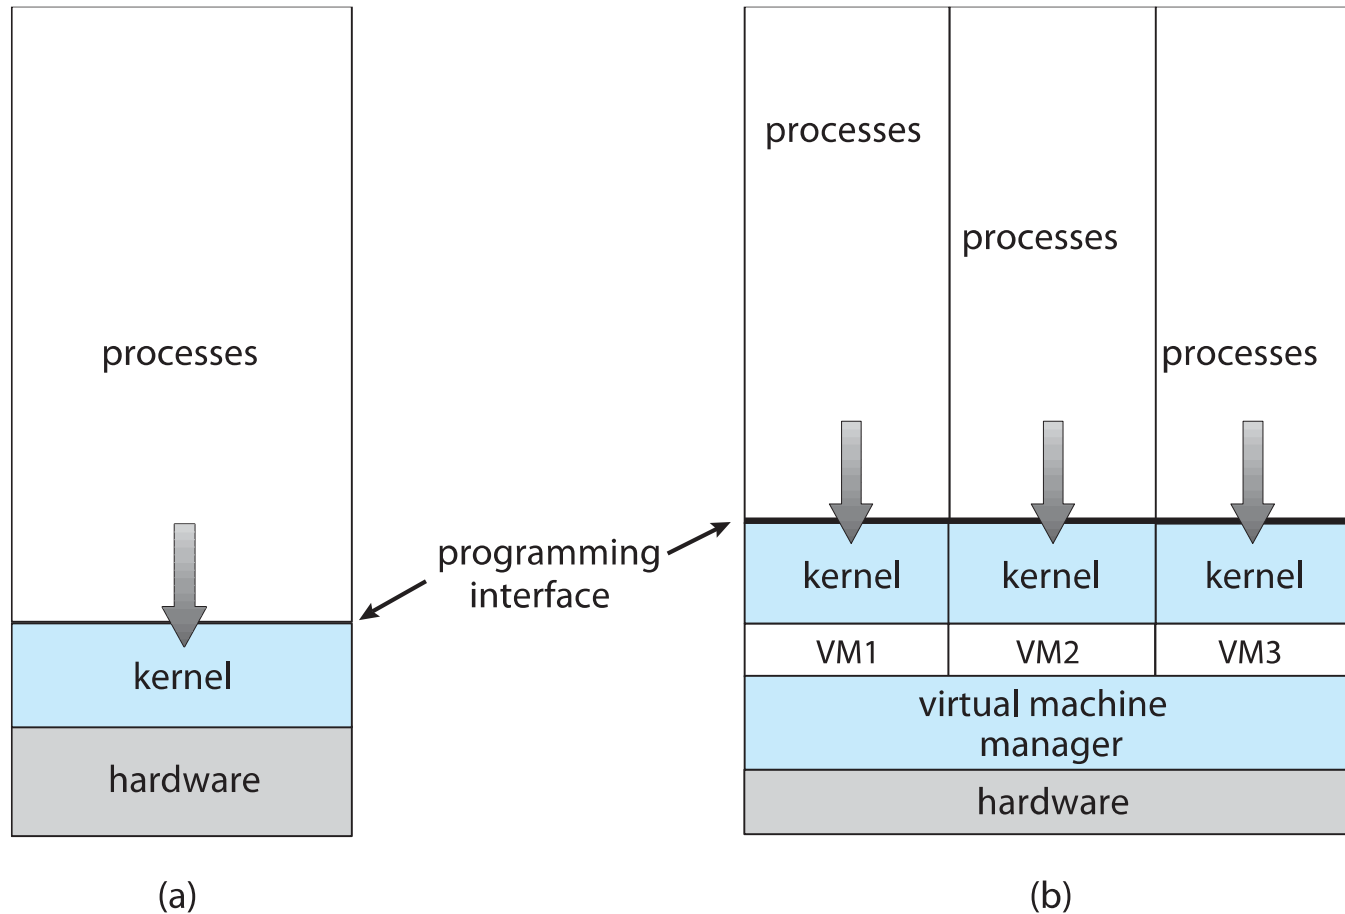 processes
kernel
hardware
(a)
programming
interface
processes
processes
processes
kernel
kernel
kernel
VM1
VM2
VM3
virtual machine
manager
hardware
(b)